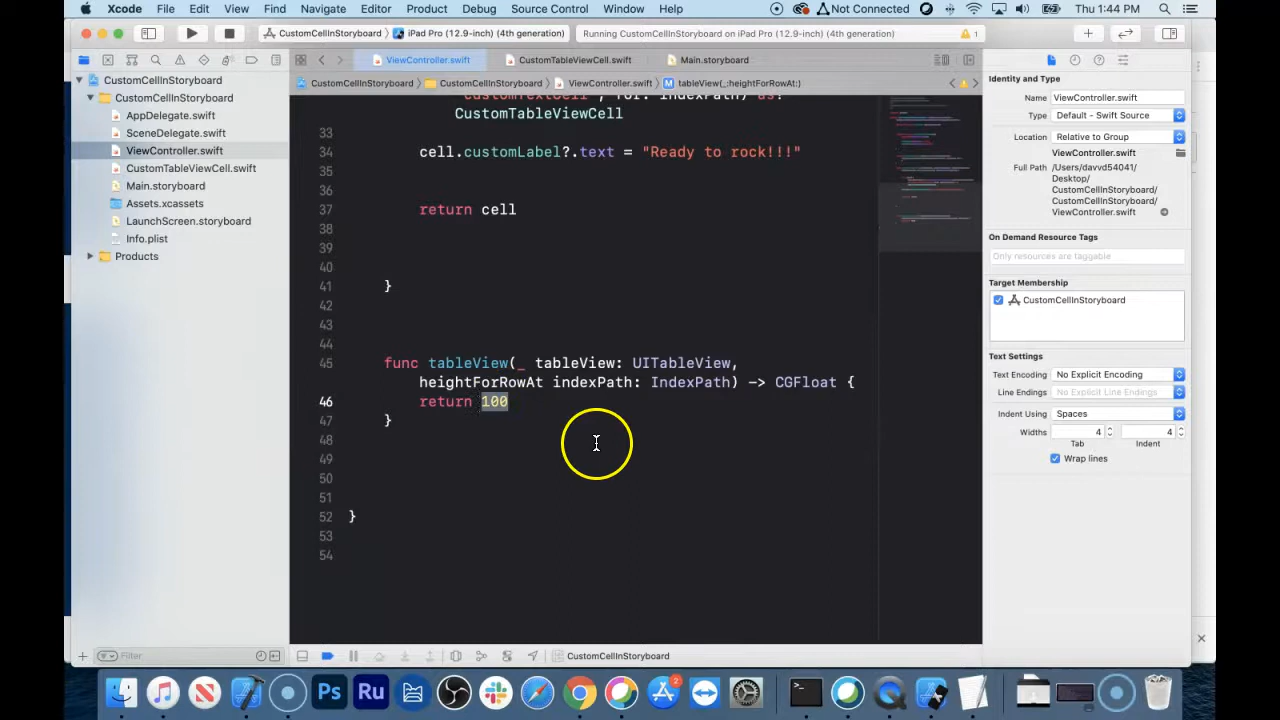 Xcode File Edit View Find Navigate Editor Product Debug Source Control Window Help Not Connected Thu 1:44 PM
CustomCellInStoryboard iPad Pro (12.9-inch) (4th generation) Running CustomCellInStoryboard on iPad Pro (12.9-inch) (4th generation) 1
ViewController.swift CustomTableViewCell.swift Main.storyboard
CustomCellInStoryboard CustomCellInStoryboard ViewController.swift M tableView(_:heightForRowAt:)
CustomCellInStoryboard
CustomCellInStoryboard
AppDelegate.swift
SceneDelegate.swift
ViewController.swift
CustomTableViewCell.swift
Main.storyboard
Assets.xcassets
LaunchScreen.storyboard
Info.plist
Products
"customTextCell", for: indexPath) as!
CustomTableViewCell
33
34 cell.customLabel?.text = "Ready to rock!!!"
35
36
37 return cell
38
39
40
41 }
42
43
44
45 func tableView(_ tableView: UITableView,
heightForRowAt indexPath: IndexPath) -> CGFloat {
46 return 100
47 }
48
49
50
51
52 }
53
54
Identity and Type
Name ViewController.swift
Type Default - Swift Source
Location Relative to Group
ViewController.swift
Full Path /Users/davvd54041/
Desktop/
CustomCellInStoryboard/
CustomCellInStoryboard/
ViewController.swift
On Demand Resource Tags
Only resources are taggable
Target Membership
CustomCellInStoryboard
Text Settings
Text Encoding No Explicit Encoding
Line Endings No Explicit Line Endings
Indent Using Spaces
Widths 4 4
Tab Indent
Wrap lines
Filter
CustomCellInStoryboard
Ps Ru 2